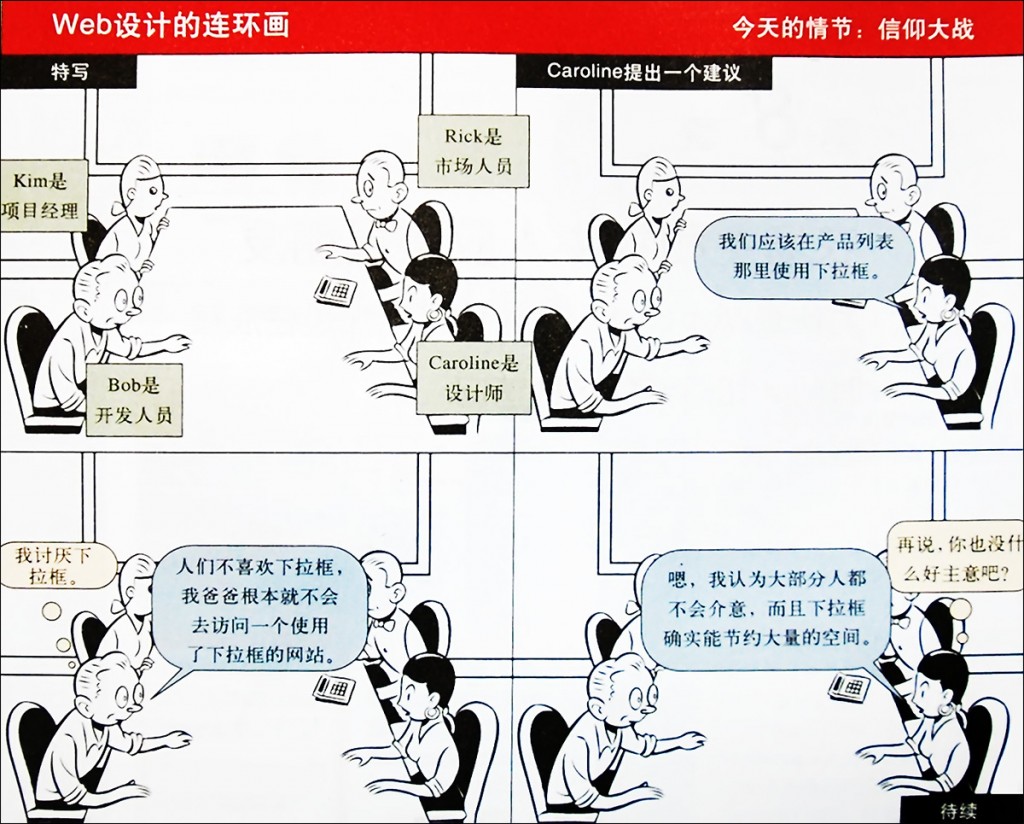 Web设计的连环画
今天的情节：信仰大战
特写
Rick是
市场人员
Kim是
项目经理
Caroline是
设计师
Bob是
开发人员
Caroline提出一个建议
我们应该在产品列表
那里使用下拉框。
我讨厌下
拉框。
人们不喜欢下拉框，
我爸爸根本就不会
去访问一个使用
了下拉框的网站。
嗯，我认为大部分人都
不会介意，而且下拉框
确实能节约大量的空间。
再说，你也没什
么好主意吧？
待续